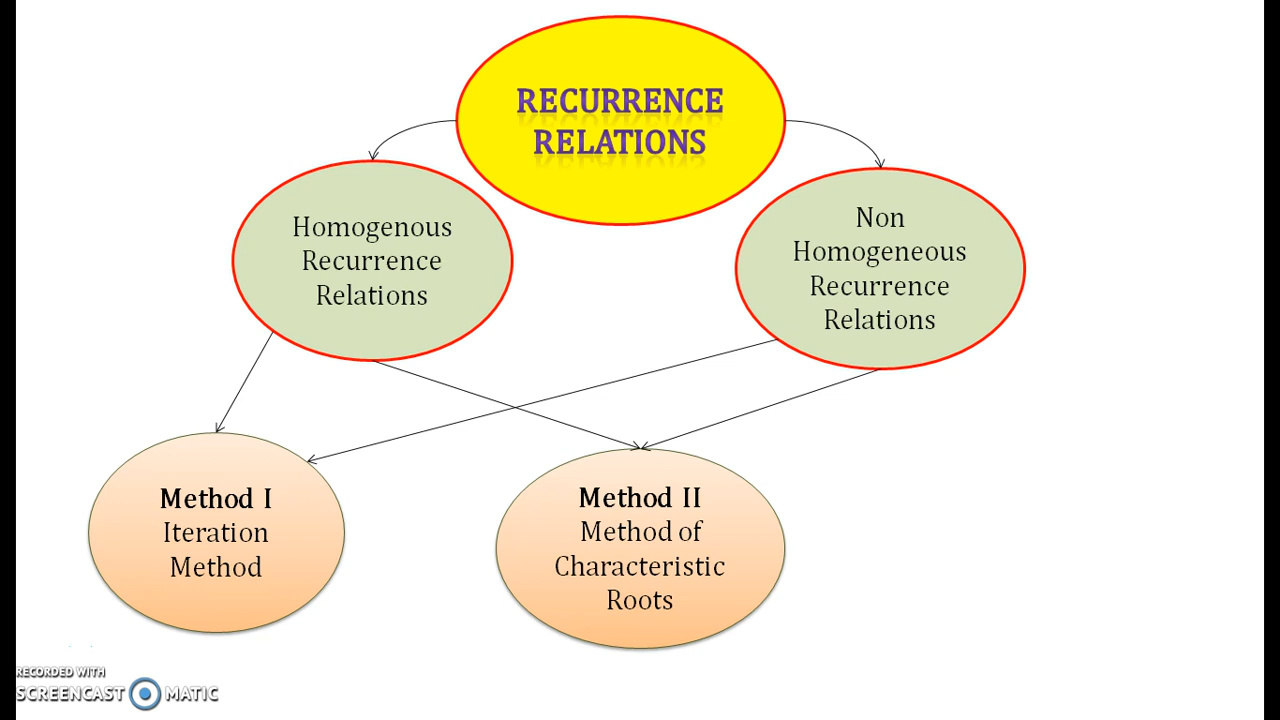 RECURRENCE
RELATIONS
Homogenous
Recurrence
Relations
Non
Homogeneous
Recurrence
Relations
Method I
Iteration
Method
Method II
Method of
Characteristic
Roots
RECORDED WITH
SCREENCAST MATIC